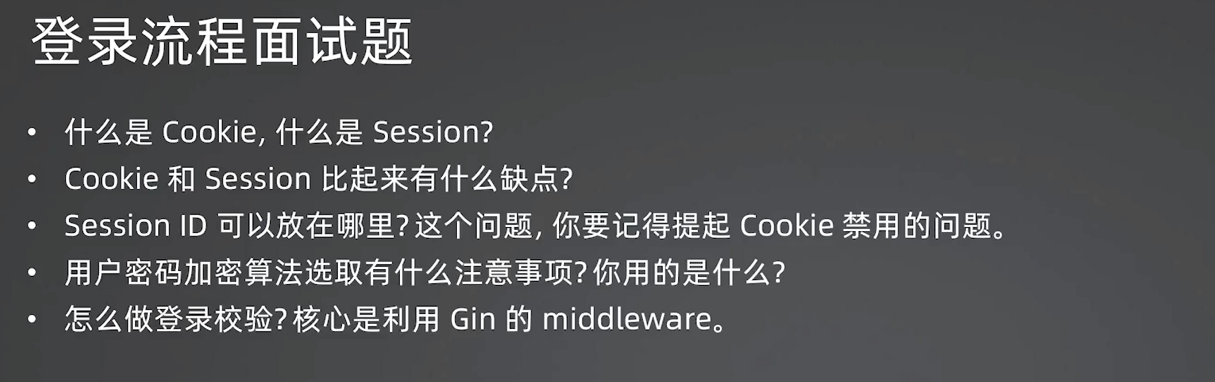 登录流程面试题
• 什么是 Cookie, 什么是 Session?
• Cookie 和 Session 比起来有什么缺点?
• Session ID 可以放在哪里?这个问题, 你要记得提起 Cookie 禁用的问题。
• 用户密码加密算法选取有什么注意事项?你用的是什么?
• 怎么做登录校验?核心是利用 Gin 的 middleware。